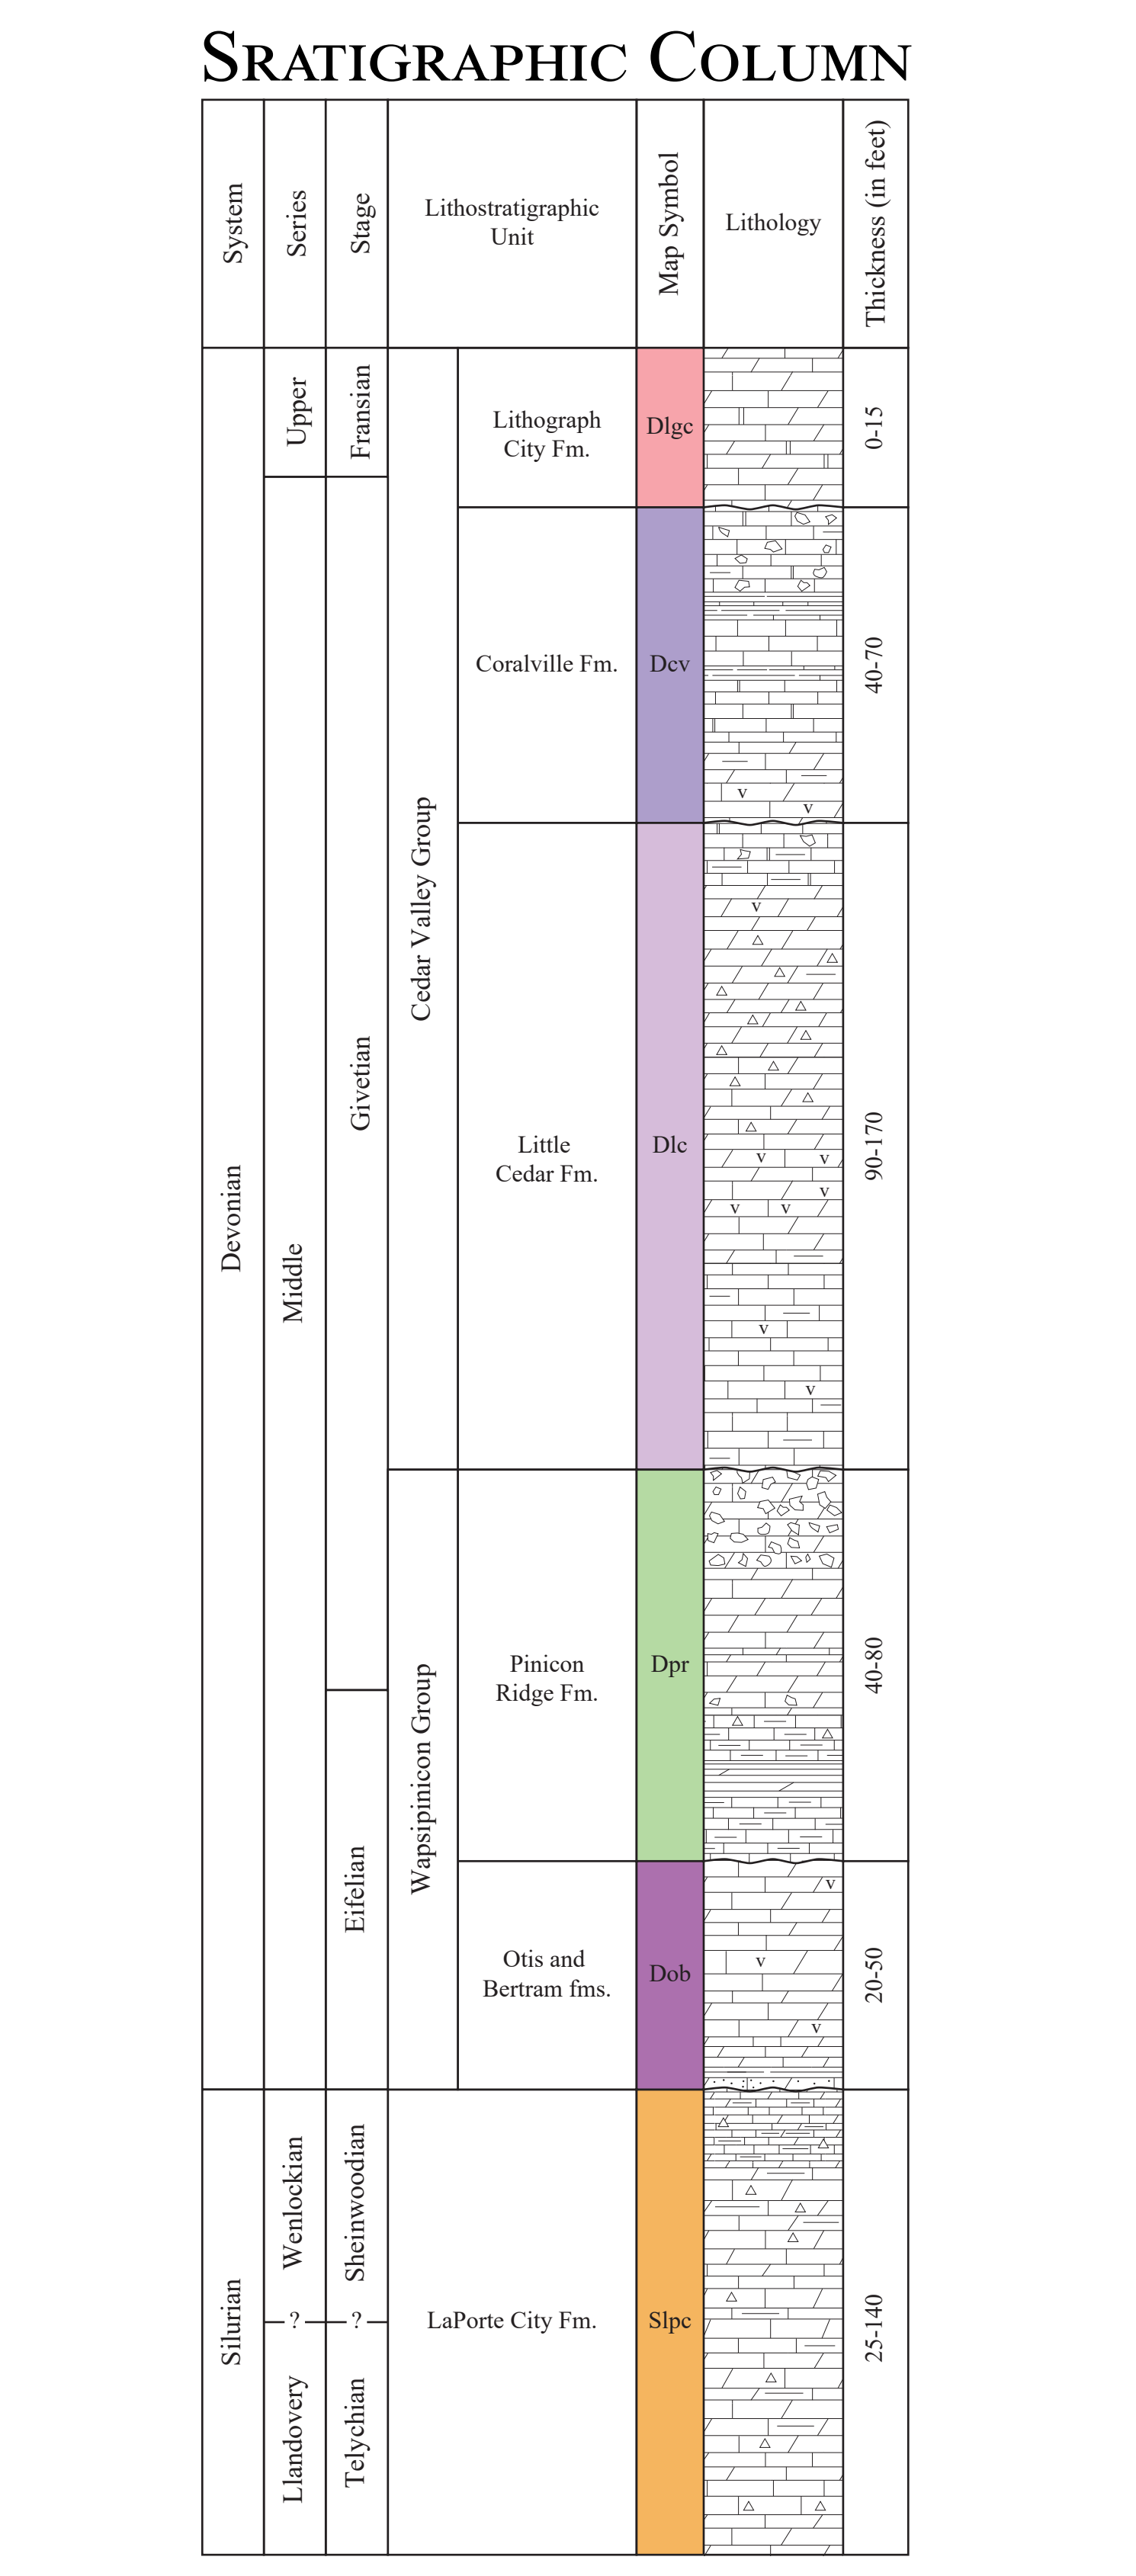 SRATIGRAPHIC COLUMN
System
Series
Stage
Lithostratigraphic
Unit
Map Symbol
Lithology
Thickness (in feet)
Devonian
Upper
Fransian
Cedar Valley Group
Lithograph
City Fm.
Dlgc
0-15
Middle
Givetian
Coralville Fm.
Dcv
40-70
v
v
Little
Cedar Fm.
Dlc
90-170
v
v
v
v
v
v
v
v
Wapsipinicon Group
Pinicon
Ridge Fm.
Dpr
40-80
Eifelian
Otis and
Bertram fms.
Dob
20-50
v
v
v
Silurian
Wenlockian
Sheinwoodian
? ?
Llandovery
Telychian
LaPorte City Fm.
Slpc
25-140